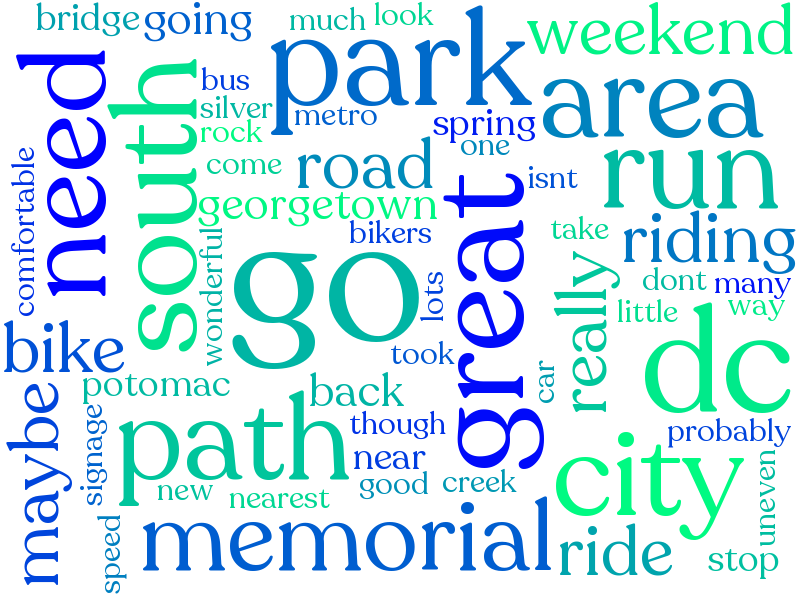 bridge
going
much
look
weekend
need
south
bus
silver
rock
park
metro
spring
one
area
come
road
georgetown
great
isnt
run
comfortable
wonderful
go
bikers
lots
take
riding
really
dont
many
little
way
bike
took
car
dc
potomac
back
maybe
signage
path
though
near
probably
new
nearest
good
creek
city
uneven
speed
memorial
ride
stop